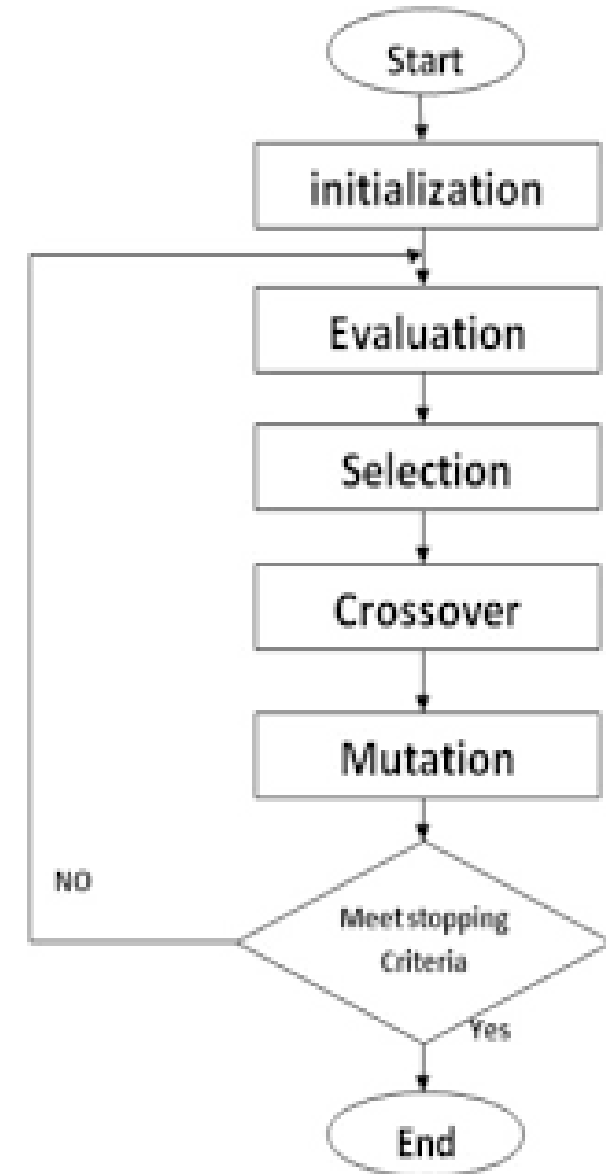 Start
initialization
Evaluation
Selection
Crossover
Mutation
NO
Meet stopping
Criteria
Yes
End